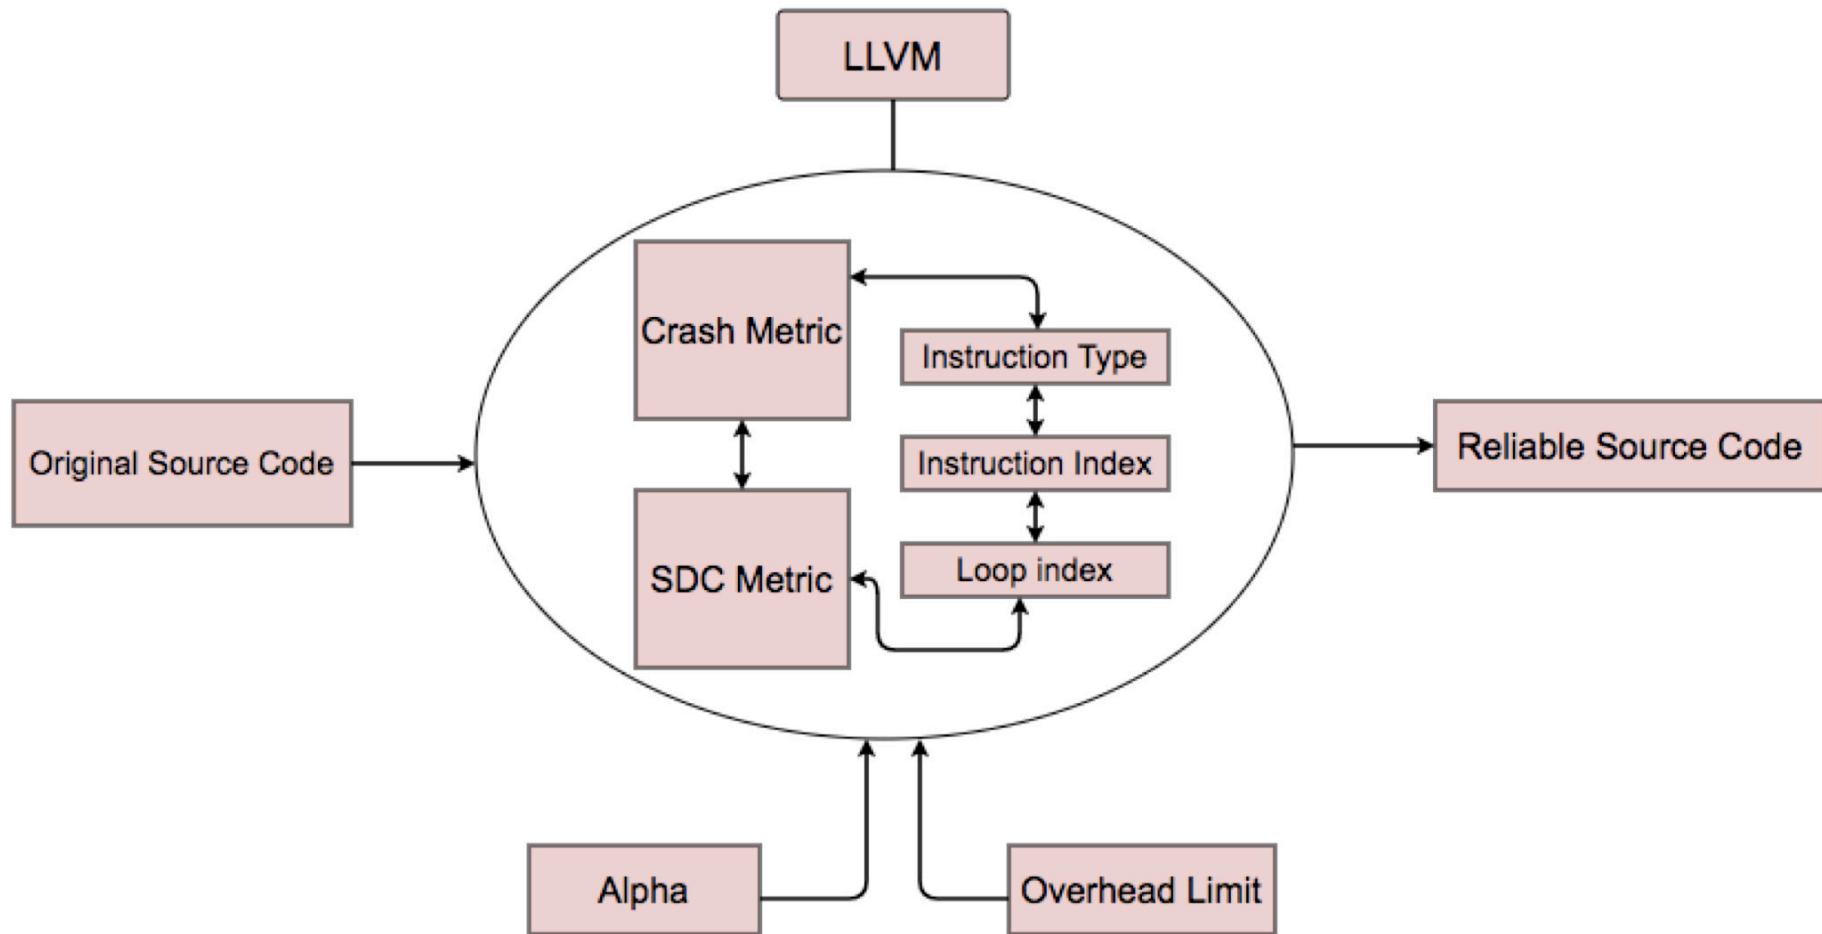 LLVM
Crash Metric
Instruction Type
Original Source Code
Instruction Index
Reliable Source Code
SDC Metric
Loop index
Alpha
Overhead Limit